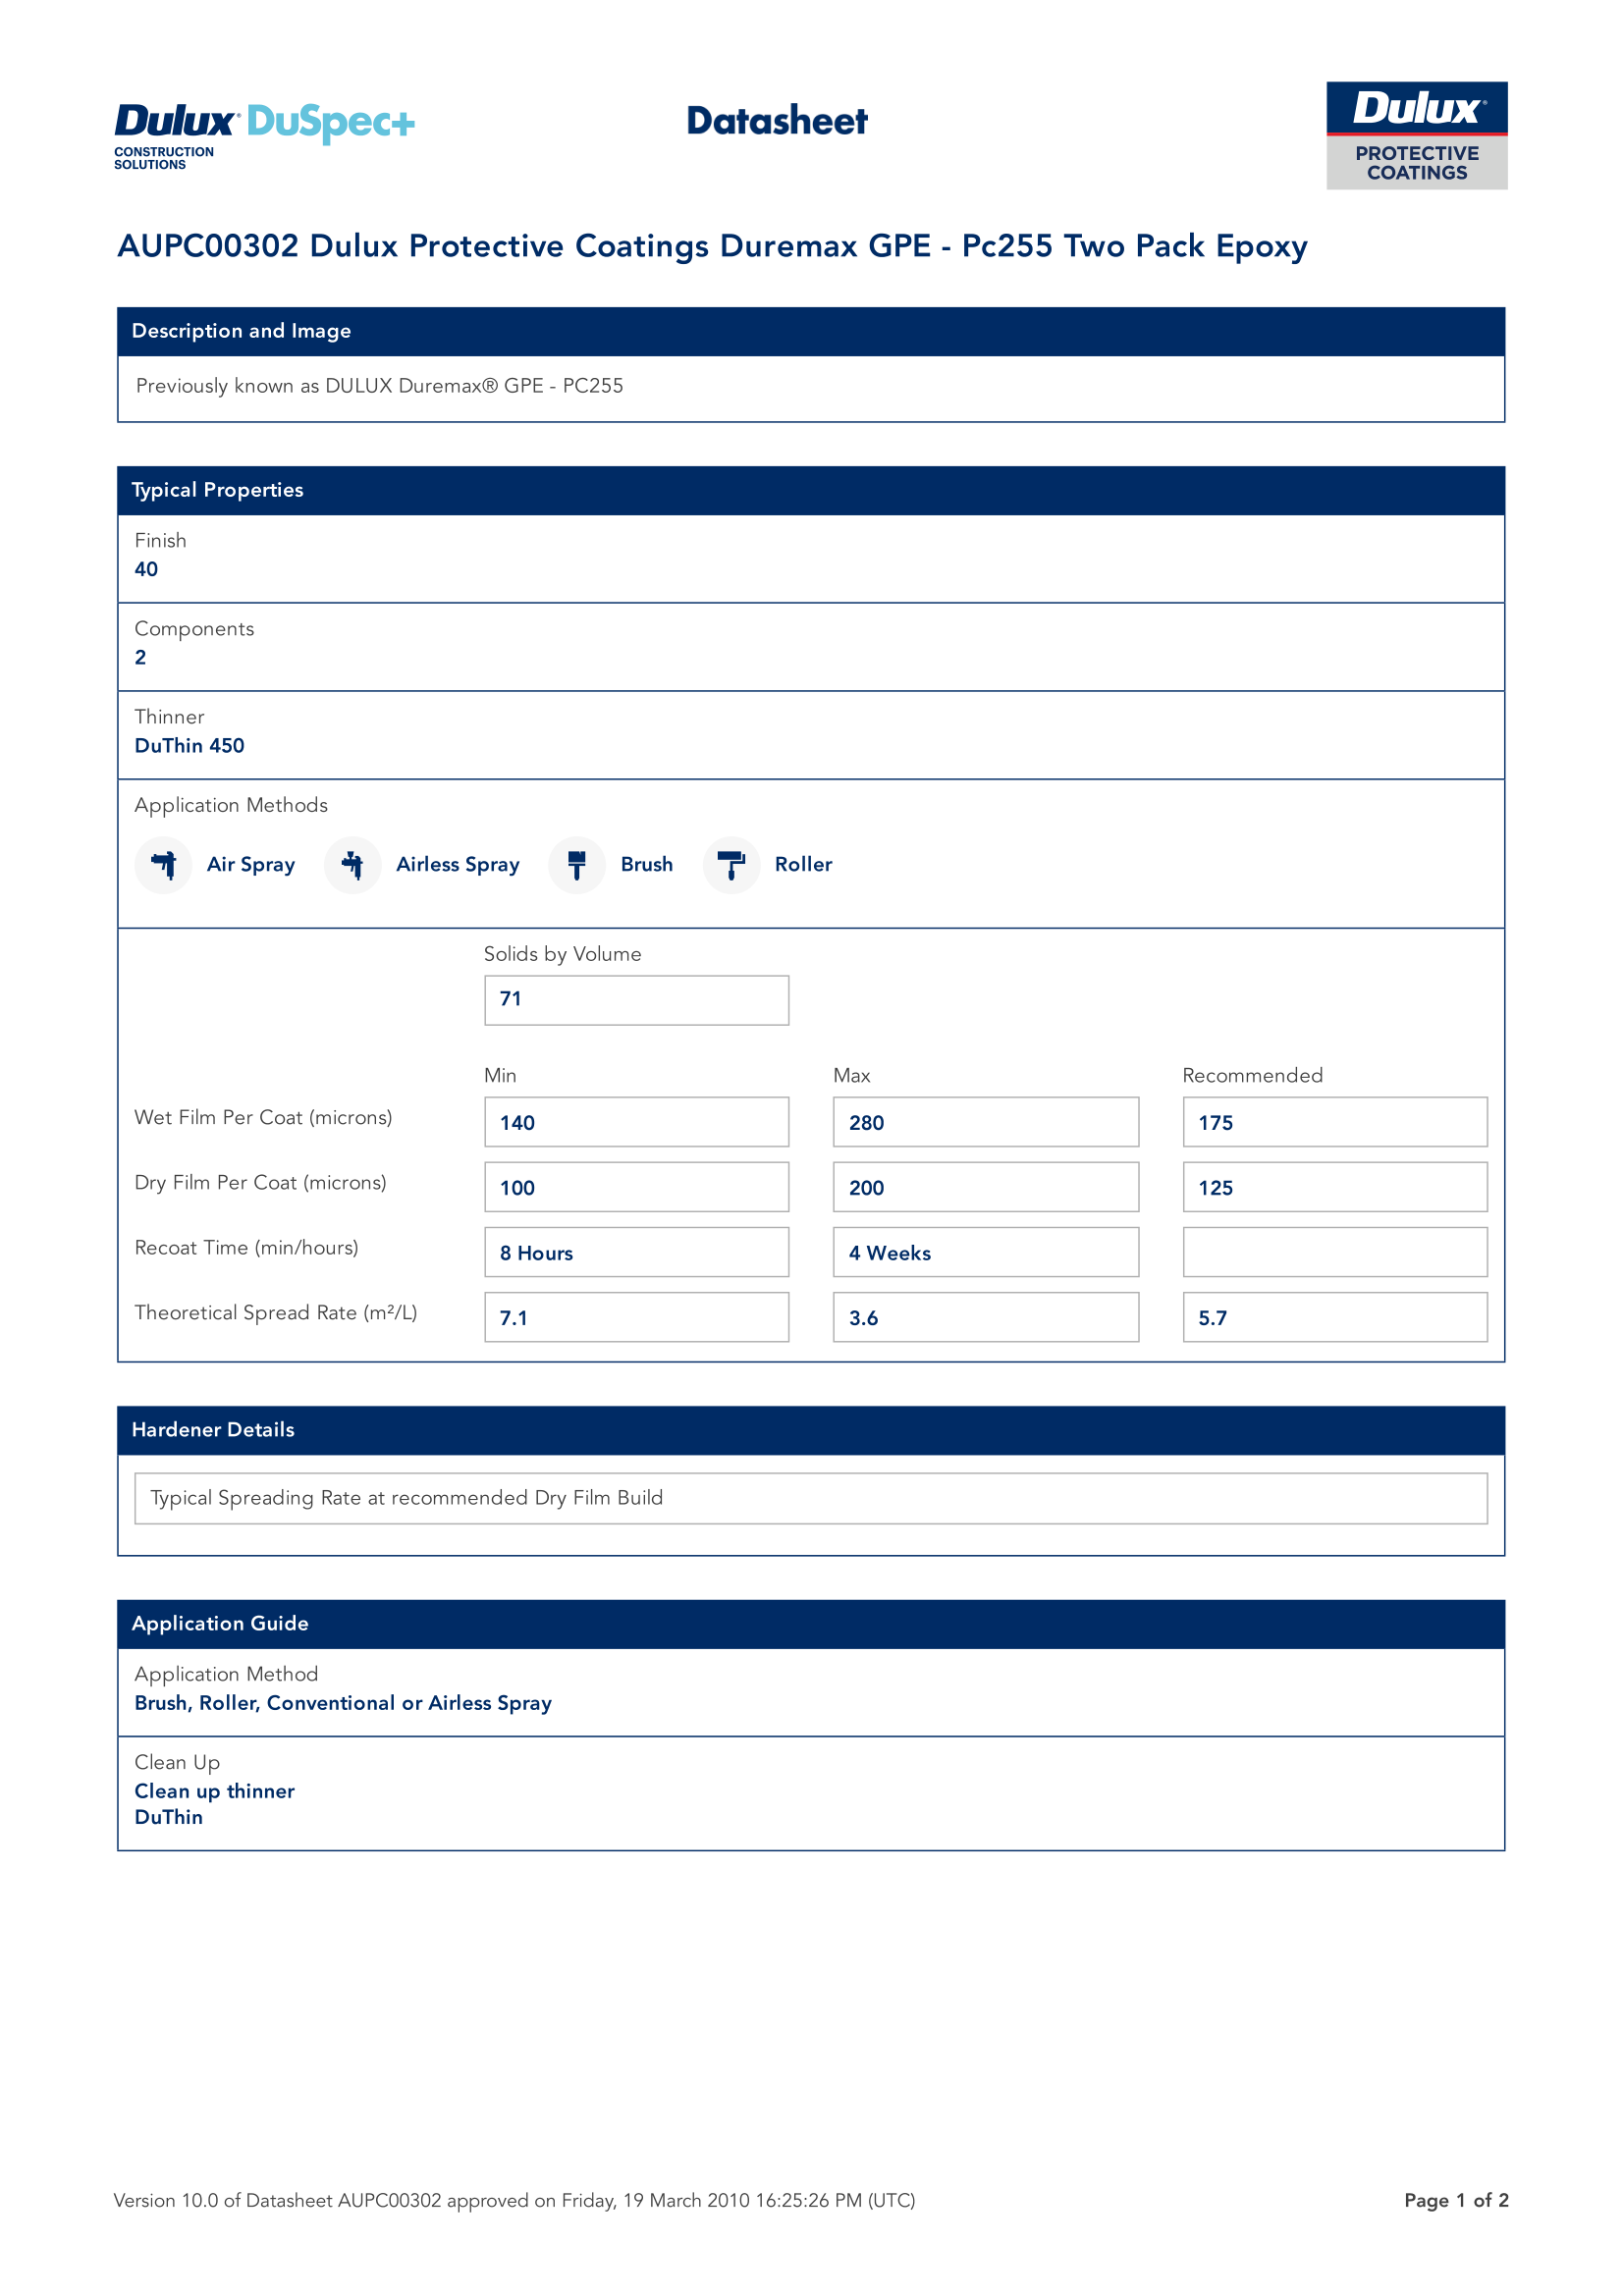 Dulux® DuSpec+
CONSTRUCTION
SOLUTIONS
Datasheet
Dulux®
PROTECTIVE
COATINGS
AUPC00302 Dulux Protective Coatings Duremax GPE - Pc255 Two Pack Epoxy
Description and Image
Previously known as DULUX Duremax® GPE - PC255
Typical Properties
Finish
40
Components
2
Thinner
DuThin 450
Application Methods
Air Spray Airless Spray Brush Roller
Solids by Volume
71
Min Max Recommended
Wet Film Per Coat (microns) 140 280 175
Dry Film Per Coat (microns) 100 200 125
Recoat Time (min/hours) 8 Hours 4 Weeks
Theoretical Spread Rate (m²/L) 7.1 3.6 5.7
Hardener Details
Typical Spreading Rate at recommended Dry Film Build
Application Guide
Application Method
Brush, Roller, Conventional or Airless Spray
Clean Up
Clean up thinner
DuThin
Version 10.0 of Datasheet AUPC00302 approved on Friday, 19 March 2010 16:25:26 PM (UTC) Page 1 of 2